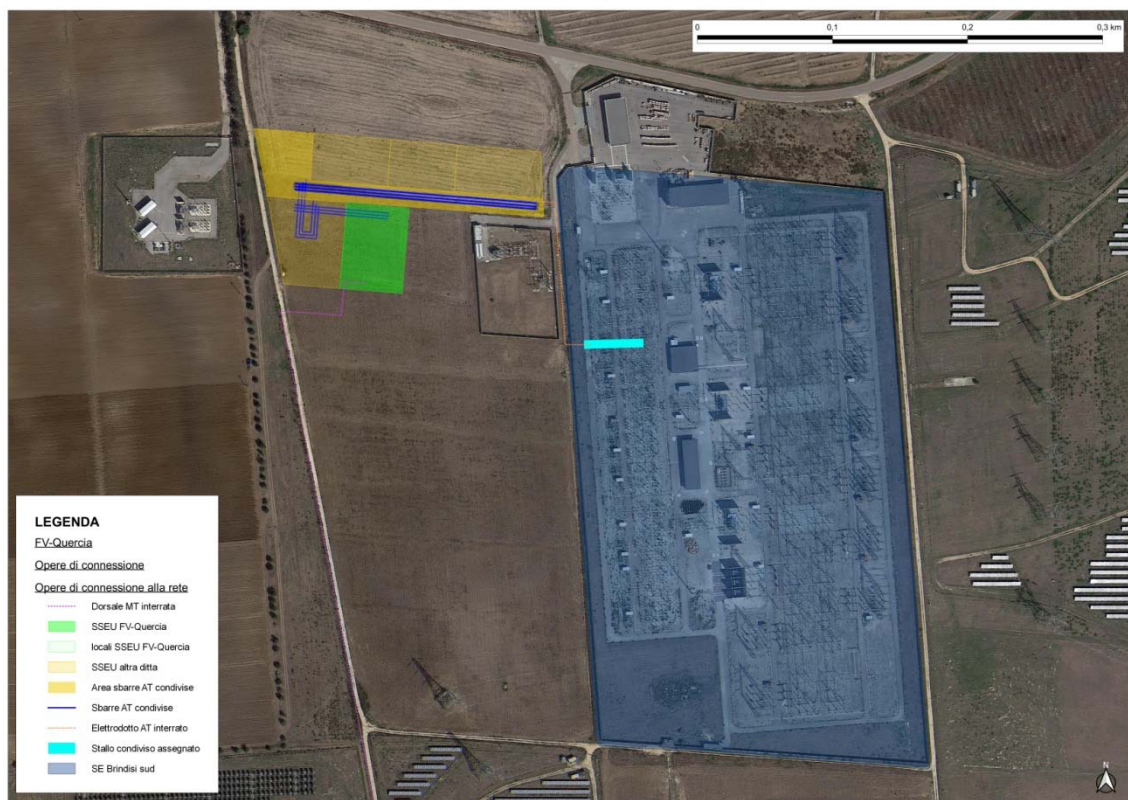 0 0,1 0,2 0,3 km
LEGENDA
FV-Quercia
Opere di connessione
Opere di connessione alla rete
Dorsale MT interrata
SSEU FV-Quercia
locali SSEU FV-Quercia
SSEU altra ditta
Area sbarre AT condivise
Sbarre AT condivise
Elettrodotto AT interrato
Stallo condiviso assegnato
SE Brindisi sud
N